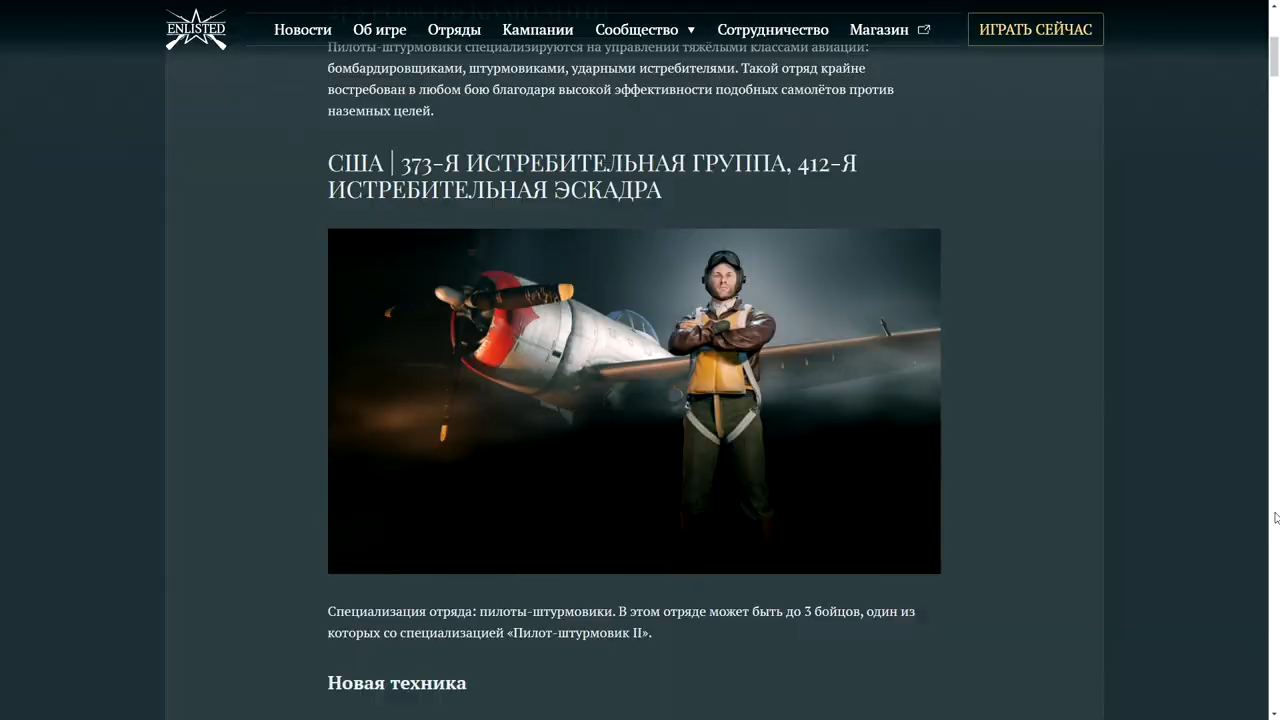 ENLISTED
Новости Об игре Отряды Кампании Сообщество ▼ Сотрудничество Магазин ИГРАТЬ СЕЙЧАС
Пилоты-штурмовики специализируются на управлении тяжёлыми классами авиации:
бомбардировщиками, штурмовиками, ударными истребителями. Такой отряд крайне
востребован в любом бою благодаря высокой эффективности подобных самолётов против
наземных целей.
США | 373-Я ИСТРЕБИТЕЛЬНАЯ ГРУППА, 412-Я
ИСТРЕБИТЕЛЬНАЯ ЭСКАДРА
Специализация отряда: пилоты-штурмовики. В этом отряде может быть до 3 бойцов, один из
которых со специализацией «Пилот-штурмовик II».
Новая техника